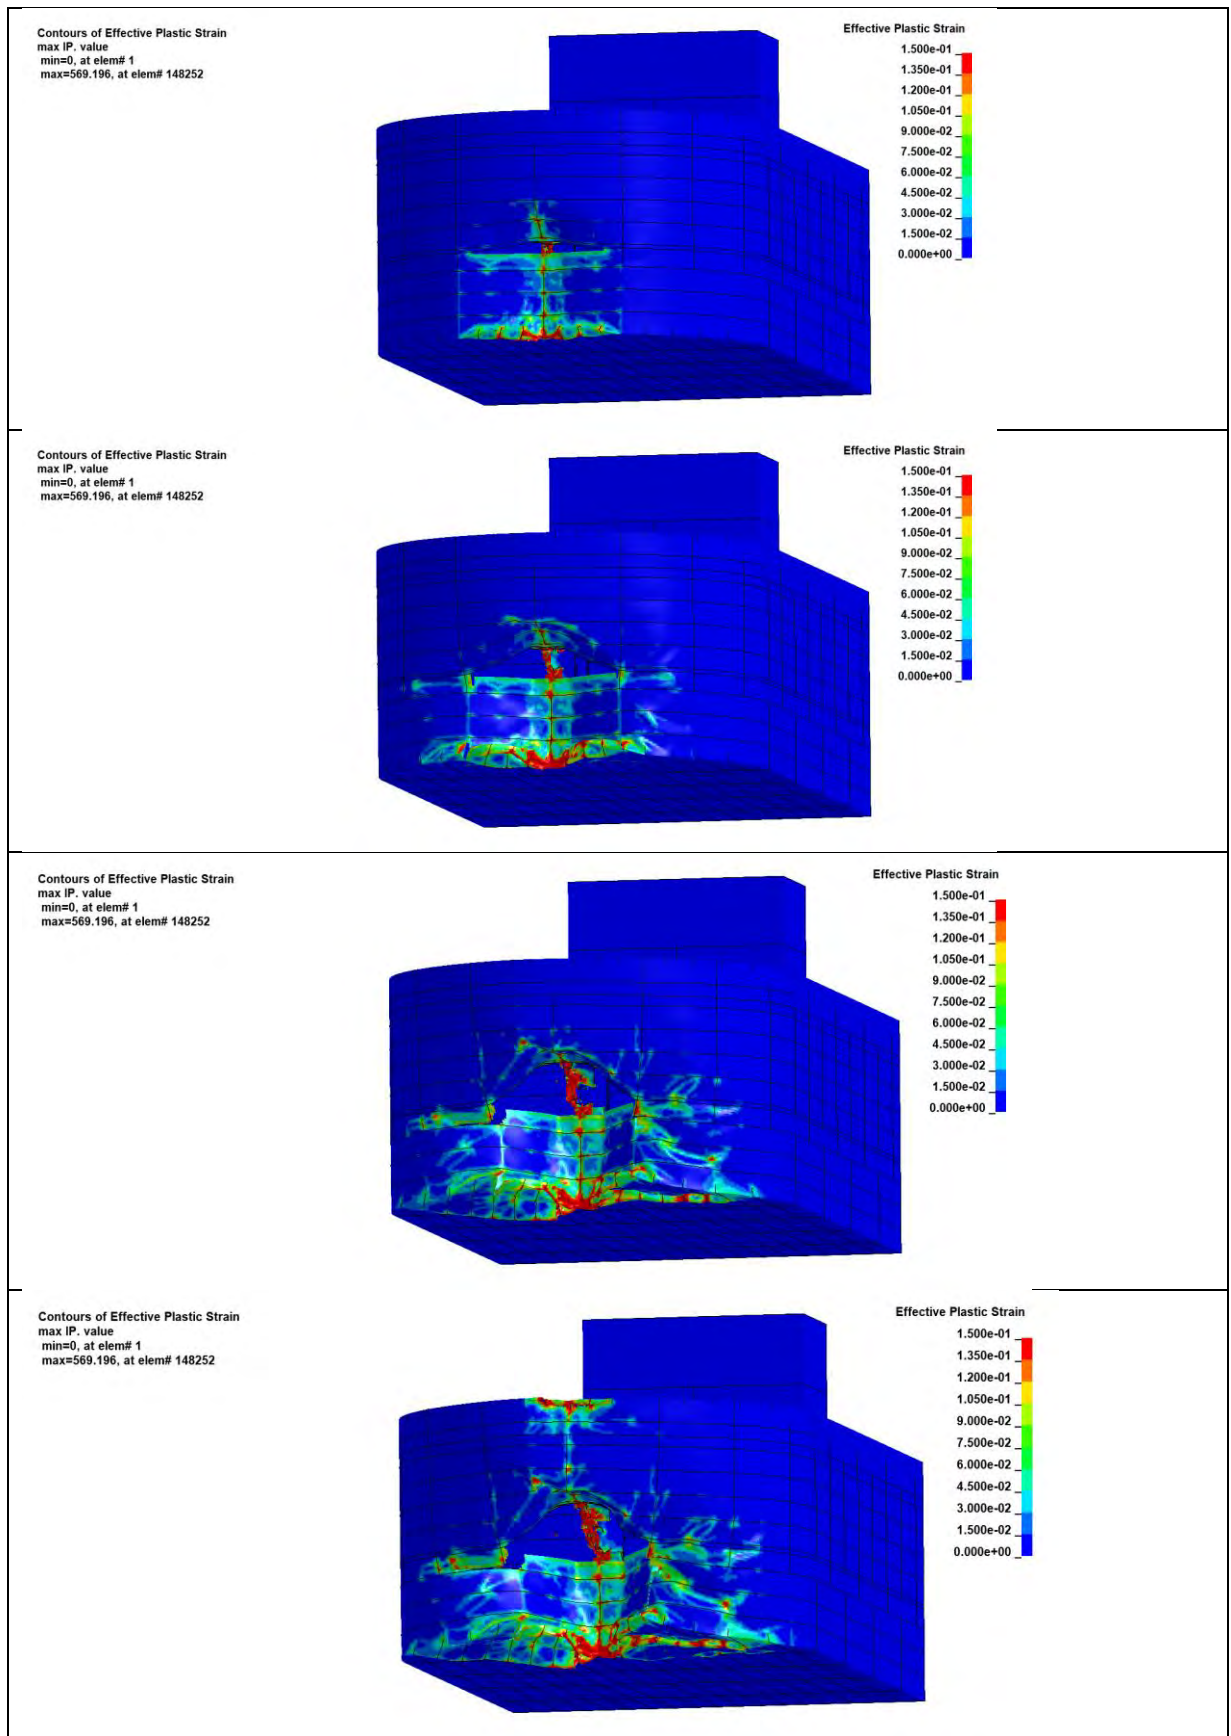 Contours of Effective Plastic Strain
max IP. value
min=0, at elem# 1
max=569.196, at elem# 148252
Effective Plastic Strain
1.500e-01
1.350e-01
1.200e-01
1.050e-01
9.000e-02
7.500e-02
6.000e-02
4.500e-02
3.000e-02
1.500e-02
0.000e+00
Contours of Effective Plastic Strain
max IP. value
min=0, at elem# 1
max=569.196, at elem# 148252
Effective Plastic Strain
1.500e-01
1.350e-01
1.200e-01
1.050e-01
9.000e-02
7.500e-02
6.000e-02
4.500e-02
3.000e-02
1.500e-02
0.000e+00
Contours of Effective Plastic Strain
max IP. value
min=0, at elem# 1
max=569.196, at elem# 148252
Effective Plastic Strain
1.500e-01
1.350e-01
1.200e-01
1.050e-01
9.000e-02
7.500e-02
6.000e-02
4.500e-02
3.000e-02
1.500e-02
0.000e+00
Contours of Effective Plastic Strain
max IP. value
min=0, at elem# 1
max=569.196, at elem# 148252
Effective Plastic Strain
1.500e-01
1.350e-01
1.200e-01
1.050e-01
9.000e-02
7.500e-02
6.000e-02
4.500e-02
3.000e-02
1.500e-02
0.000e+00